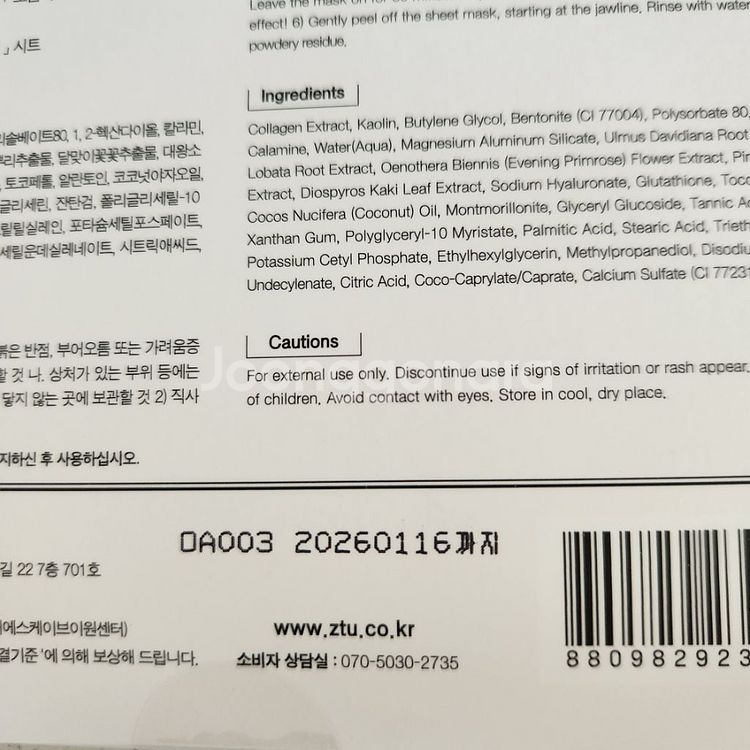 」시트
Leave the mask on for
effect! 6) Gently peel off the sheet mask, starting at the jawline. Rinse with water
powdery residue.
Ingredients
리솔베이트80, 1, 2-헥산다이올, 칼라민,
뿌리추출물, 달맞이꽃꽃추출물, 대왕소
, 토코페롤, 알란토인, 코코넛야자오일,
글리세린, 잔탄검, 폴리글리세릴-10
릴릴실레인, 포타슘세틸포스페이트,
세릴운데실레네이트, 시트릭애씨드,
Collagen Extract, Kaolin, Butylene Glycol, Bentonite (CI 77004), Polysorbate 80,
Calamine, Water(Aqua), Magnesium Aluminum Silicate, Ulmus Davidiana Root
Lobata Root Extract, Oenothera Biennis (Evening Primrose) Flower Extract, Pin
Extract, Diospyros Kaki Leaf Extract, Sodium Hyaluronate, Glutathione, Toco
Cocos Nucifera (Coconut) Oil, Montmorillonite, Glyceryl Glucoside, Tannic Ac
Xanthan Gum, Polyglyceryl-10 Myristate, Palmitic Acid, Stearic Acid, Trieth
Potassium Cetyl Phosphate, Ethylhexylglycerin, Methylpropanediol, Disodiu
Undecylenate, Citric Acid, Coco-Caprylate/Caprate, Calcium Sulfate (CI 77231
Cautions
붉은 반점, 부어오름 또는 가려움증
할 것 나. 상처가 있는 부위 등에는
닿지 않는 곳에 보관할 것 2) 직사
For external use only. Discontinue use if signs of irritation or rash appear.
of children. Avoid contact with eyes. Store in cool, dry place.
Joonggonara
지하신 후 사용하십시오.
OA003 20260116까지
길 22 7층 701호
에스케이브이원센터)
결기준'에 의해 보상해 드립니다.
www.ztu.co.kr
소비자 상담실 : 070-5030-2735
880982923